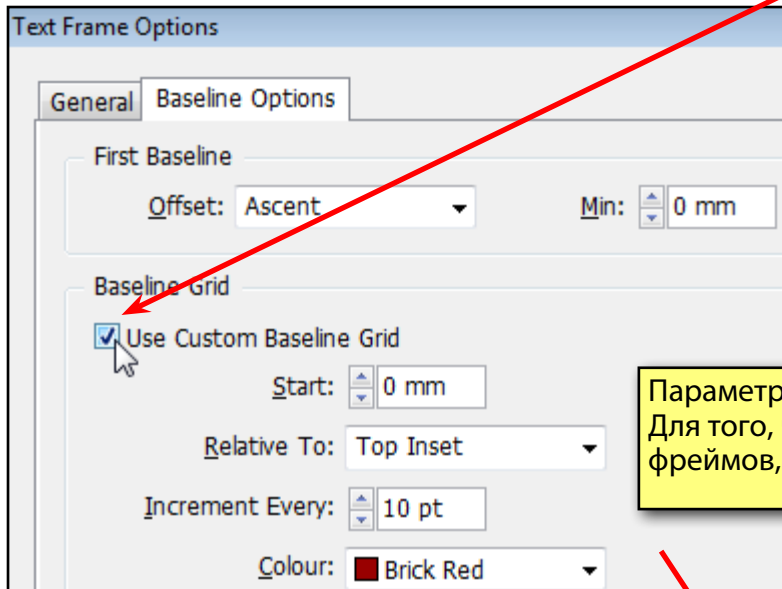 Text Frame Options
General Baseline Options
First Baseline
Offset: Ascent Min: 0 mm
Baseline Grid
Use Custom Baseline Grid
Start: 0 mm
Relative To: Top Inset
Increment Every: 10 pt
Colour: Brick Red
Параметр
Для того,
фреймов,